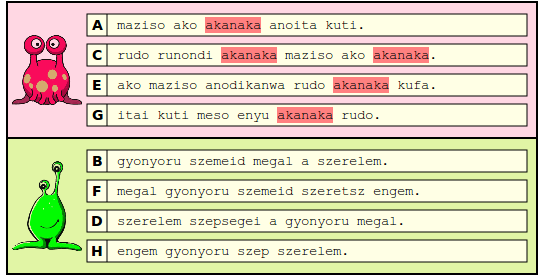 A maziso ako akanaka anoita kuti.
C rudo runondi akanaka maziso ako akanaka.
E ako maziso anodikanwa rudo akanaka kufa.
G itai kuti meso enyu akanaka rudo.
B gyonyoru szemeid megal a szerelem.
F megal gyonyoru szemeid szeretsz engem.
D szerelem szepsegei a gyonyoru megal.
H engem gyonyoru szep szerelem.